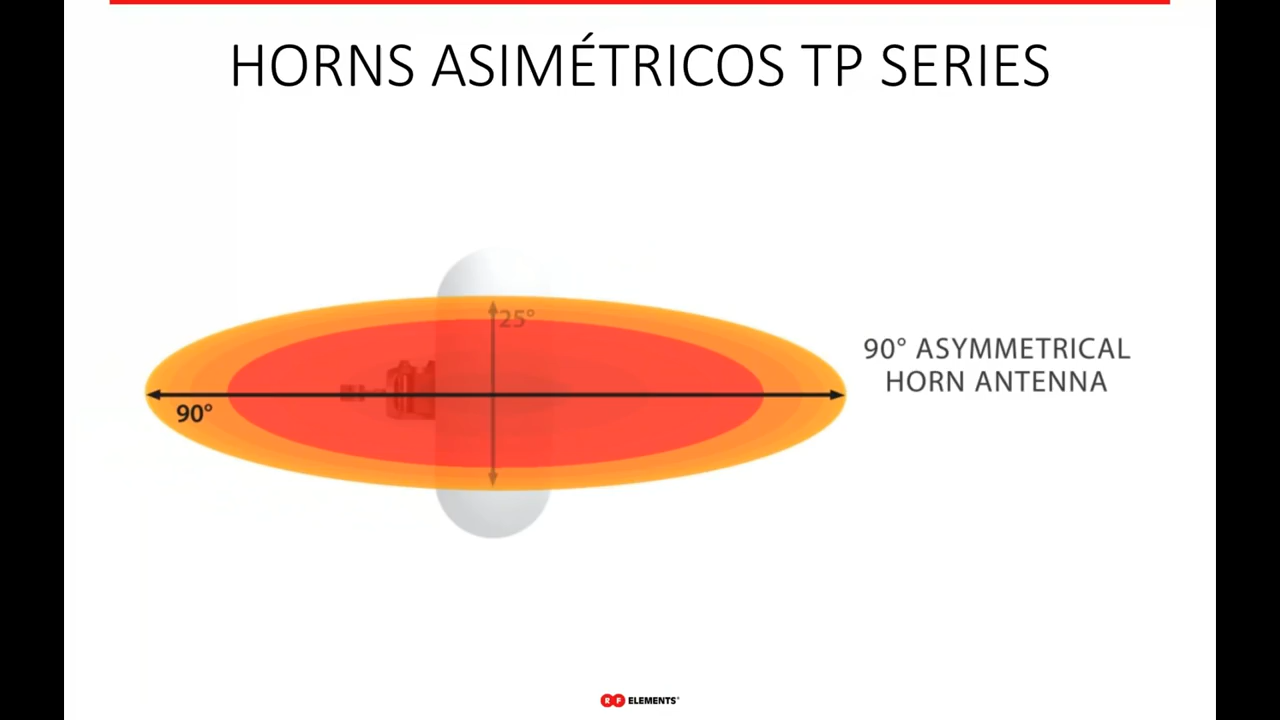 HORNS ASIMÉTRICOS TP SERIES
25°
90° ASYMMETRICAL
HORN ANTENNA
90°
RF ELEMENTS